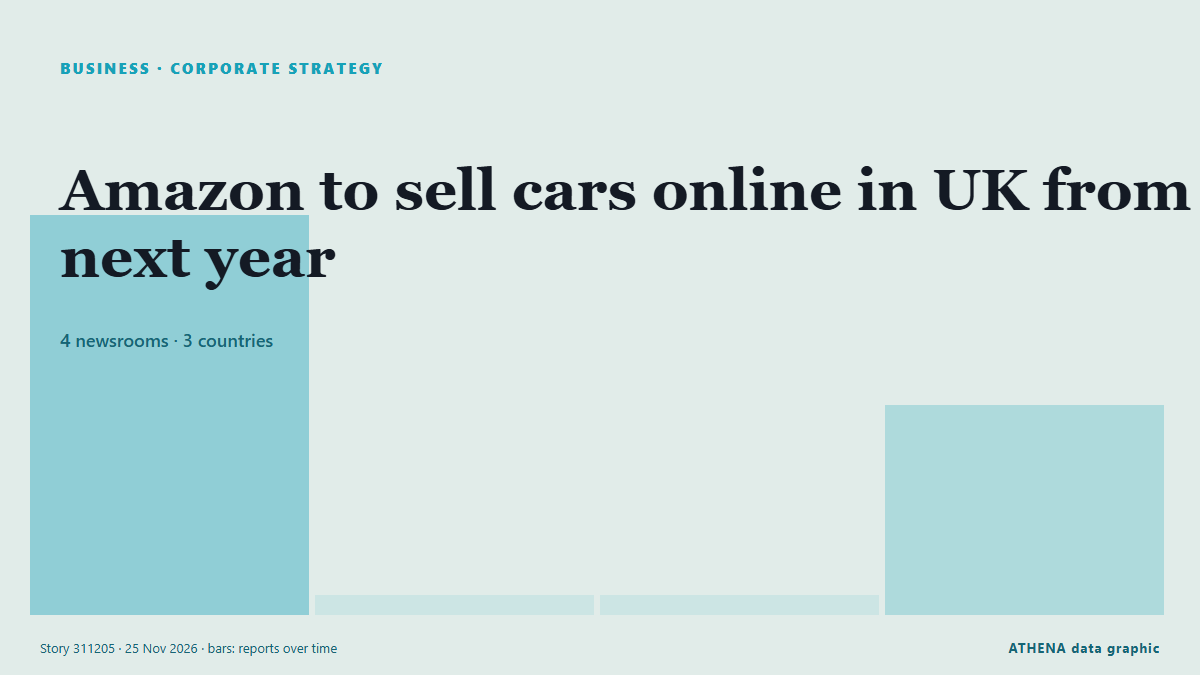 BUSINESS · CORPORATE STRATEGY
Amazon to sell cars online in UK from
next year
4 newsrooms · 3 countries
Story 311205 · 25 Nov 2026 · bars: reports over time
ATHENA data graphic